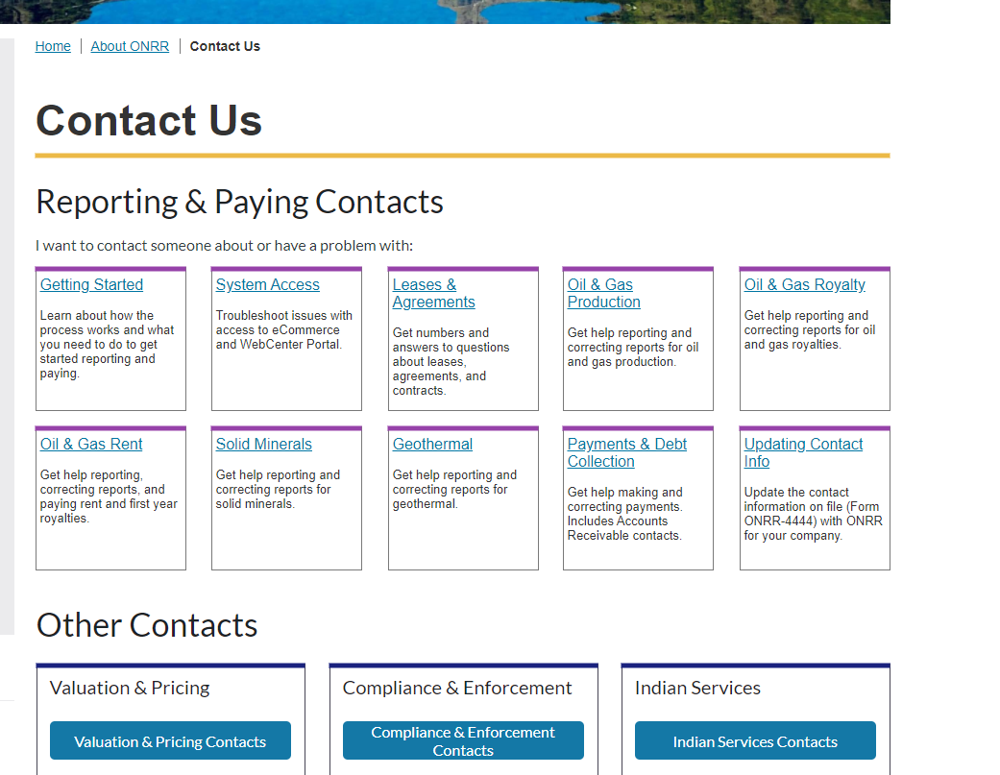 Home | About ONRR | Contact Us
Contact Us
Reporting & Paying Contacts
I want to contact someone about or have a problem with:
Getting Started
Learn about how the
process works and what
you need to do to get
started reporting and
paying.
System Access
Troubleshoot issues with
access to eCommerce
and WebCenter Portal.
Leases &
Agreements
Get numbers and
answers to questions
about leases,
agreements, and
contracts.
Oil & Gas
Production
Get help reporting and
correcting reports for oil
and gas production.
Oil & Gas Royalty
Get help reporting and
correcting reports for oil
and gas royalties.
Oil & Gas Rent
Get help reporting,
correcting reports, and
paying rent and first year
royalties.
Solid Minerals
Get help reporting and
correcting reports for
solid minerals.
Geothermal
Get help reporting and
correcting reports for
geothermal.
Payments & Debt
Collection
Get help making and
correcting payments.
Includes Accounts
Receivable contacts.
Updating Contact
Info
Update the contact
information on file (Form
ONRR-4444) with ONRR
for your company.
Other Contacts
Valuation & Pricing
Valuation & Pricing Contacts
Compliance & Enforcement
Compliance & Enforcement
Contacts
Indian Services
Indian Services Contacts